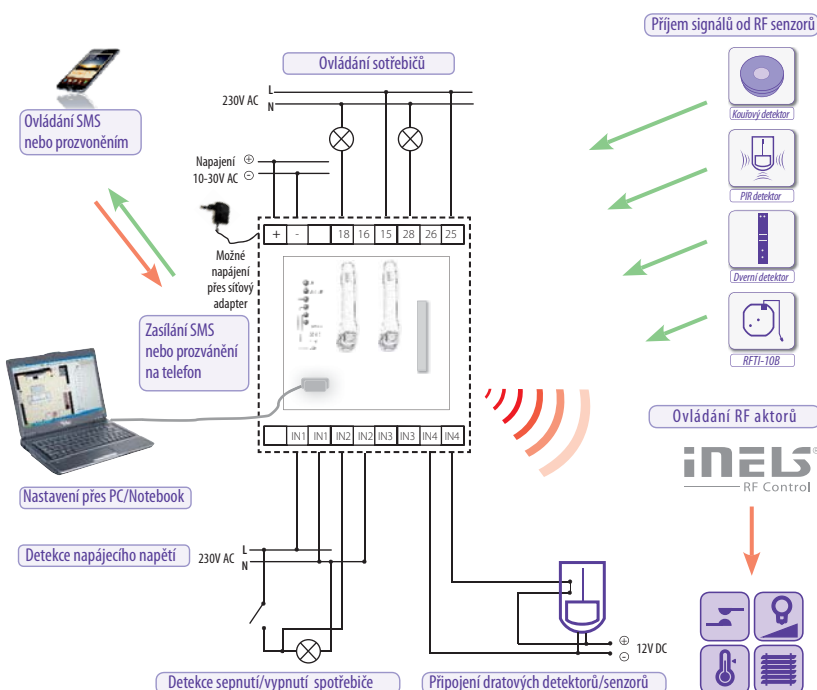 Příjem signálů od RF senzorů
Ovládání sotřebičů
230V AC
L
N
Ovládání SMS
nebo prozvoněním
Kouřový detektor
Napajení
10-30V AC
PIR detektor
+ - 18 16 15 28 26 25
Možné
napájení
přes síťový
adapter
Dverní detektor
Zasílání SMS
nebo prozvánění
na telefon
RFTI-10B
Ovládání RF aktorů
IN1 IN1 IN2 IN2 IN3 IN3 IN4 IN4
iNELS®
RF Control
Nastavení přes PC/Notebook
Detekce napájecího napětí
230V AC
L
N
12V DC
Detekce sepnutí/vypnutí spotřebiče
Připojení dratových detektorů/senzorů